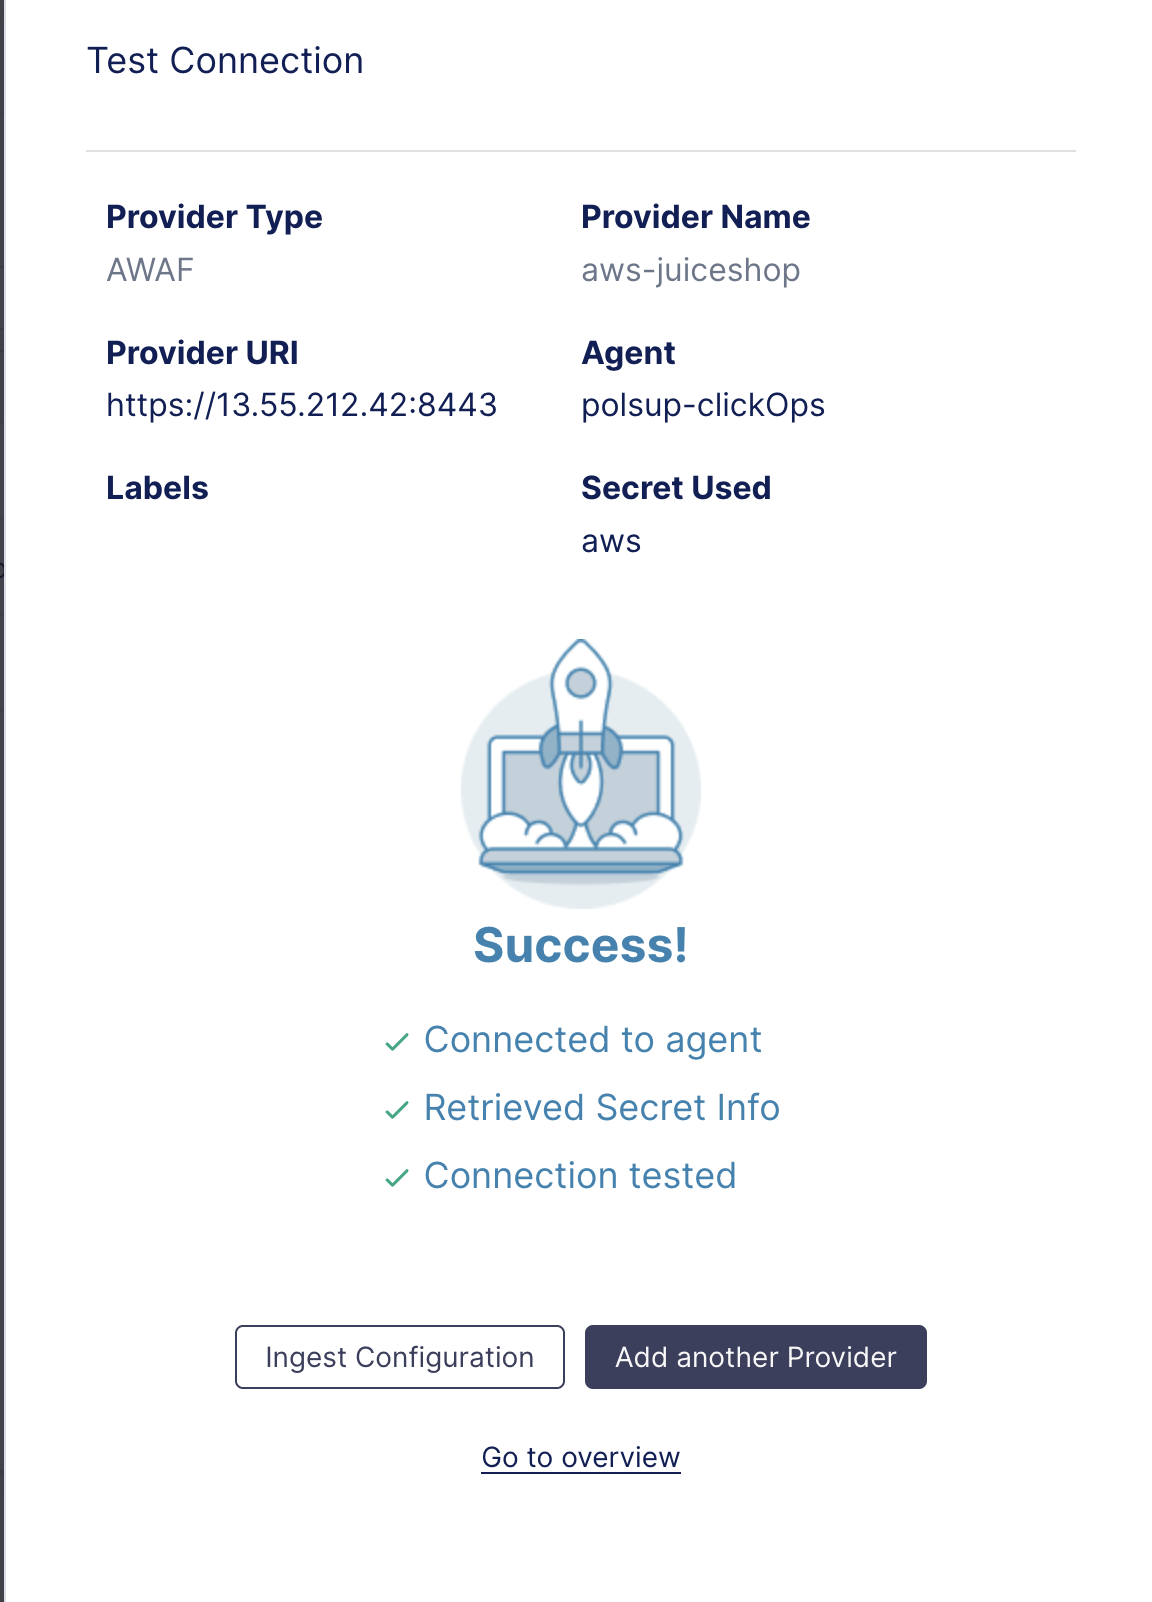 Test Connection
Provider Type
AWAF
Provider Name
aws-juiceshop
Provider URI
https://13.55.212.42:8443
Agent
polsup-clickOps
Labels
Secret Used
aws
Success!
Connected to agent
Retrieved Secret Info
Connection tested
Ingest Configuration
Add another Provider
Go to overview